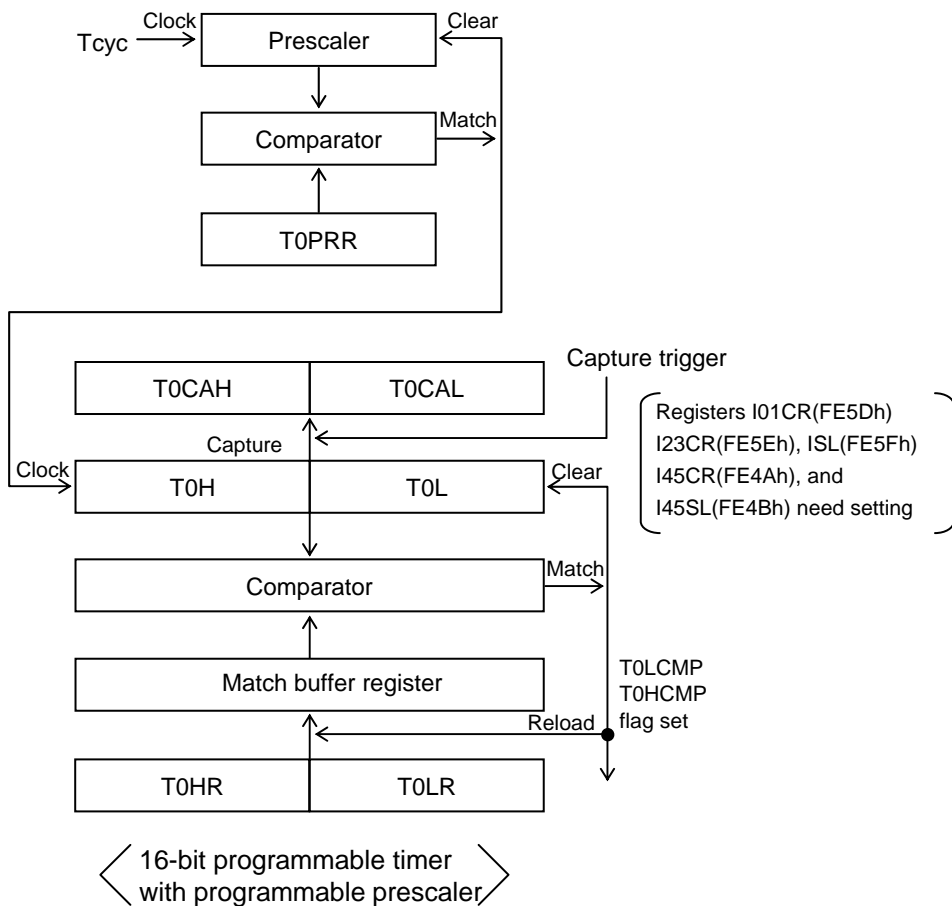 Clock
Tcyc
Prescaler
Clear
Comparator
Match
T0PRR
Capture trigger
T0CAH
T0CAL
Registers I01CR(FE5Dh)
I23CR(FE5Eh), ISL(FE5Fh)
I45CR(FE4Ah), and
I45SL(FE4Bh) need setting
Capture
Clock
T0H
T0L
Clear
Comparator
Match
Match buffer register
T0LCMP
T0HCMP
flag set
Reload
T0HR
T0LR
16-bit programmable timer
with programmable prescaler